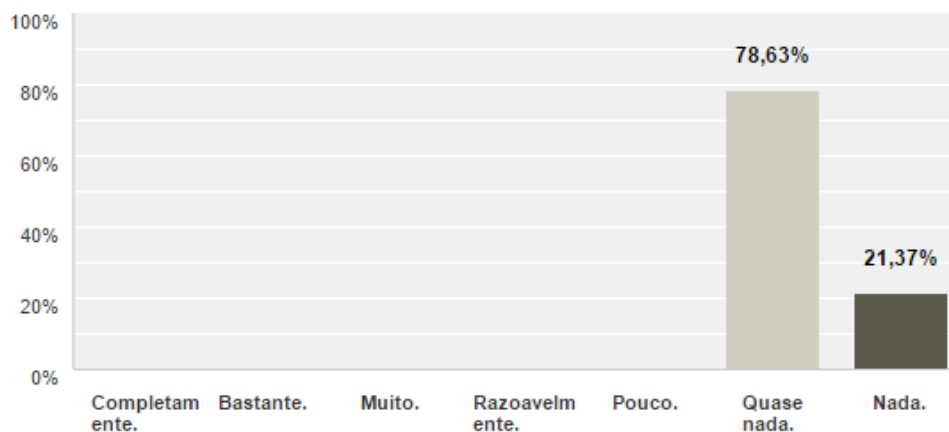 100%
80%
60%
40%
20%
0%
78,63%
21,37%
Completam
ente.
Bastante.
Muito.
Razoavelm
ente.
Pouco.
Quase
nada.
Nada.